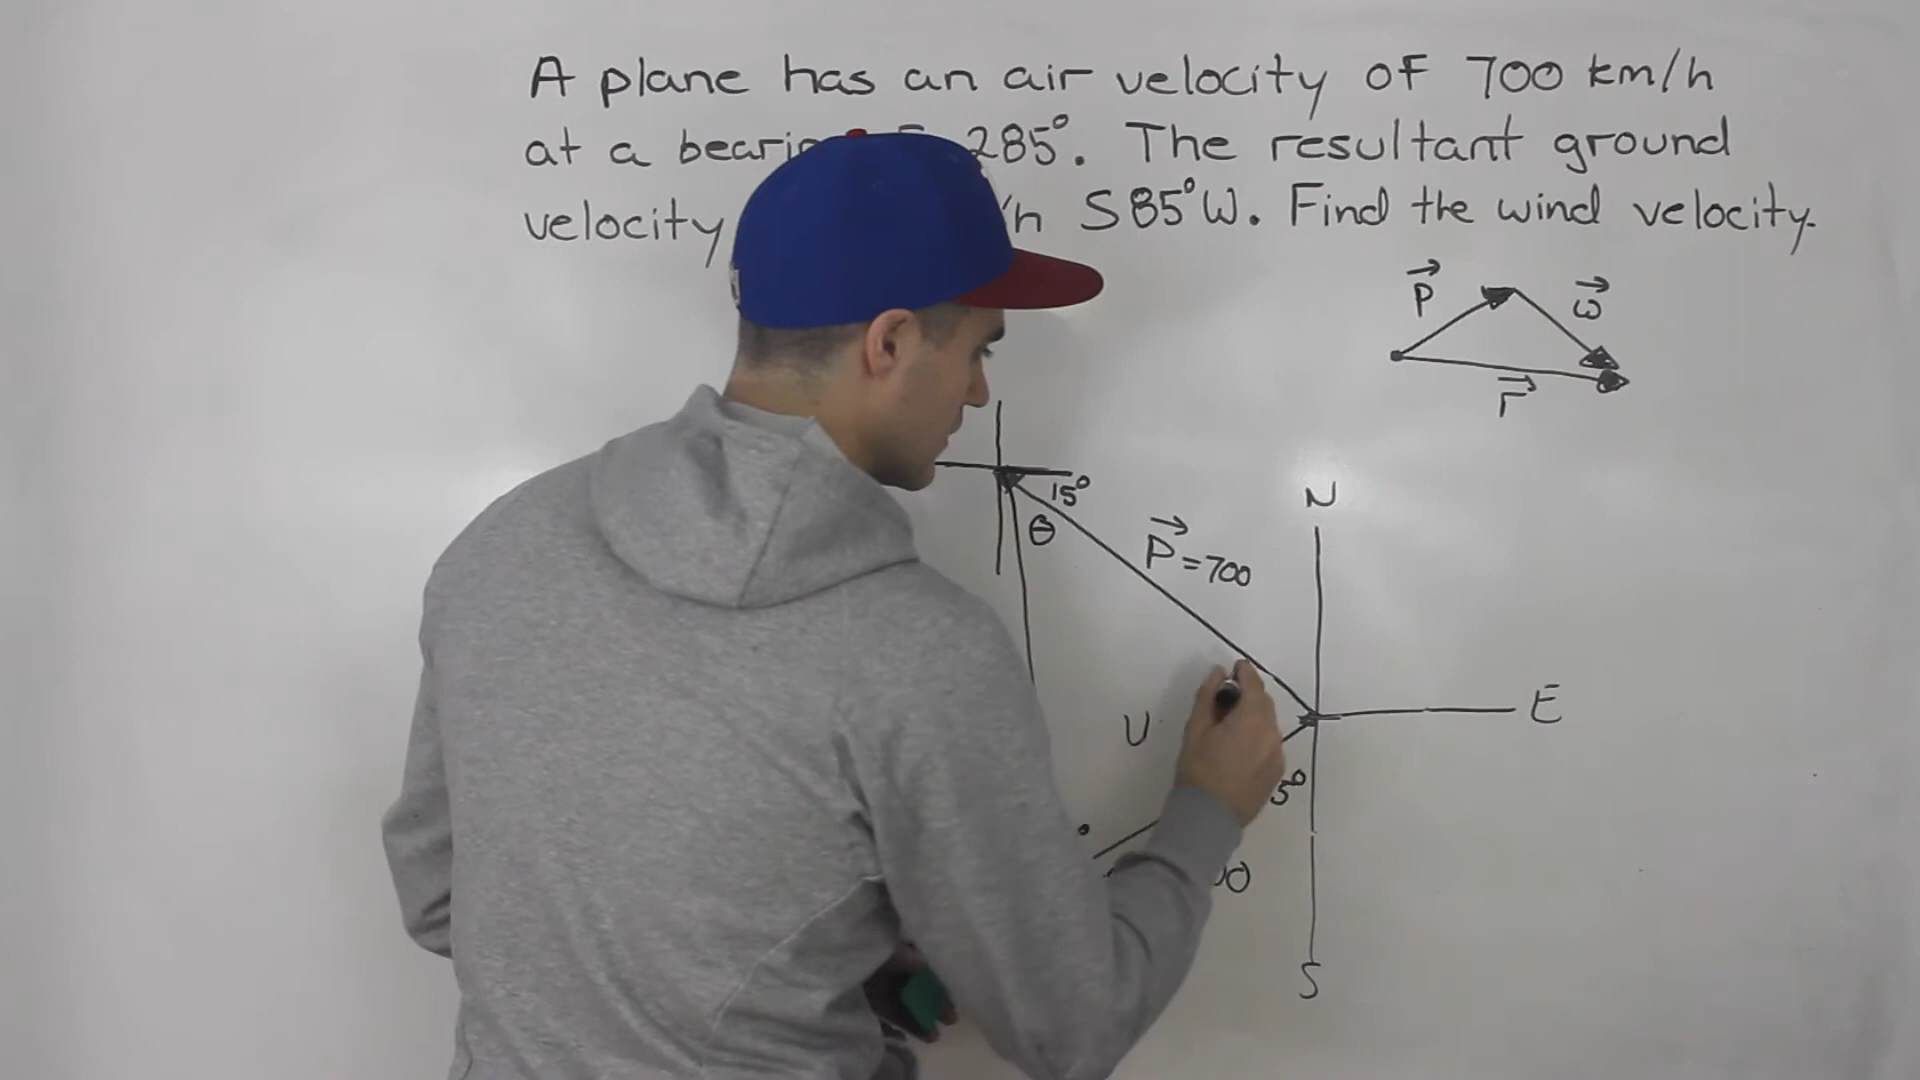 A plane has an air velocity of 700 km/h
at a 285°. The resultant ground
velocity /h S85°W. Find the wind velocity.
P w
r
N
15°
θ
P = 700
E
U
5°
S